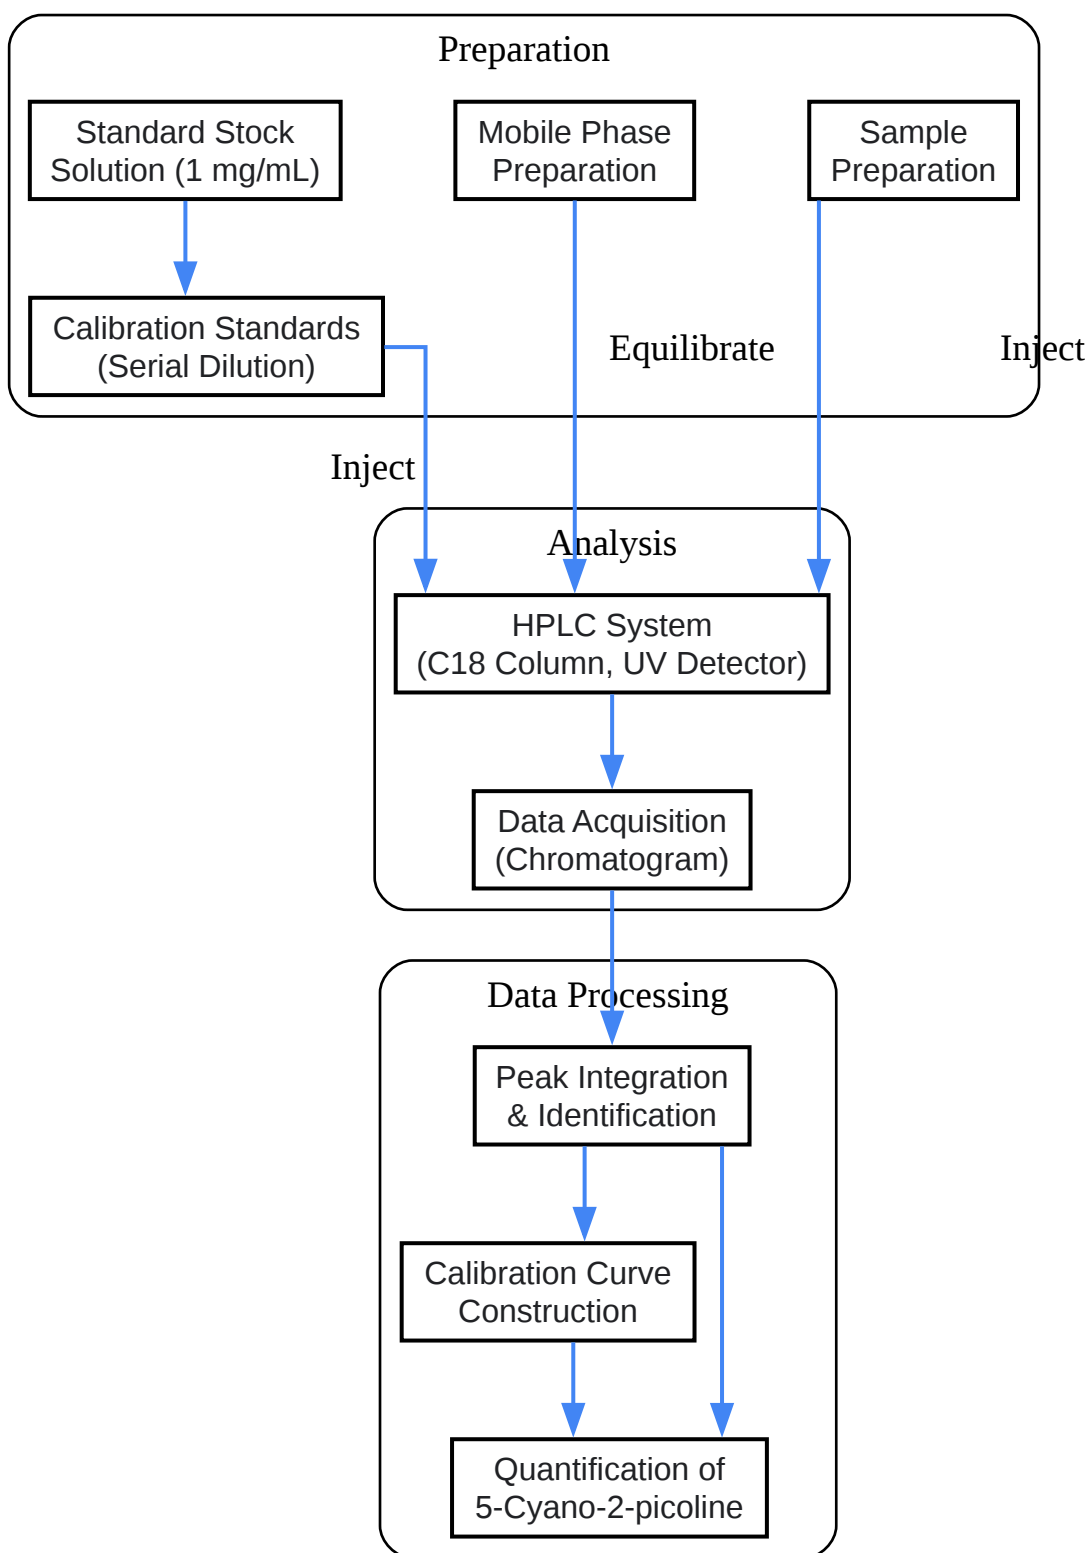 Preparation
Standard Stock
Solution (1 mg/mL)
Mobile Phase
Preparation
Sample
Preparation
Calibration Standards
(Serial Dilution)
Equilibrate
Inject
Inject
Analysis
HPLC System
(C18 Column, UV Detector)
Data Acquisition
(Chromatogram)
Data Processing
Peak Integration
& Identification
Calibration Curve
Construction
Quantification of
5-Cyano-2-picoline